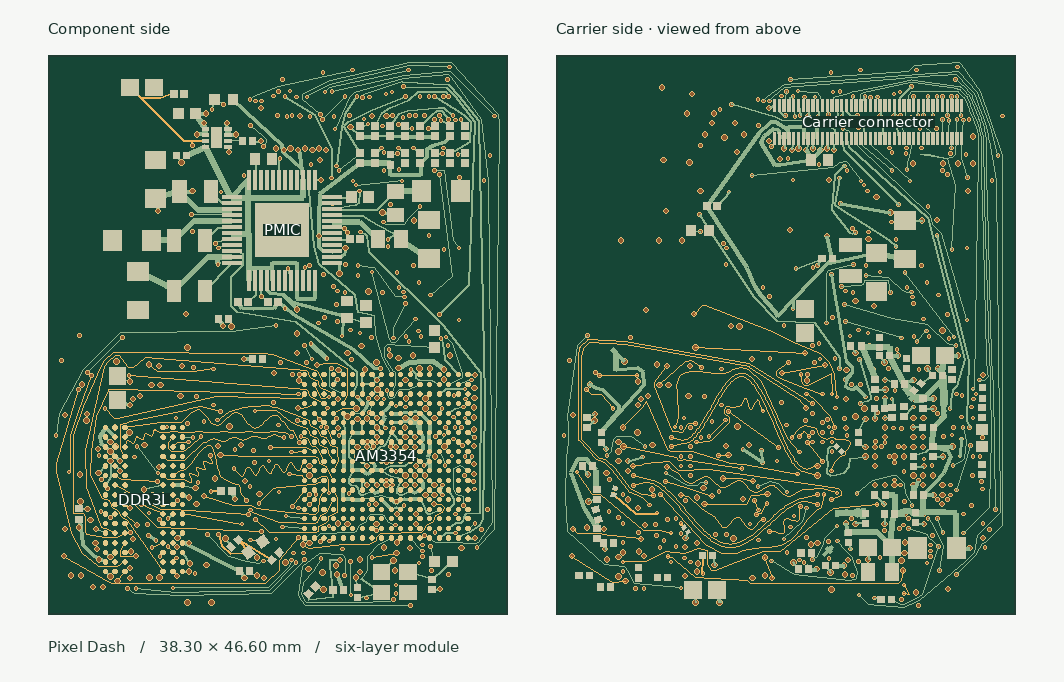 Component side
Carrier side · viewed from above
Carrier connector
PMIC
AM3354
DDR3L
Pixel Dash / 38.30 × 46.60 mm / six-layer module